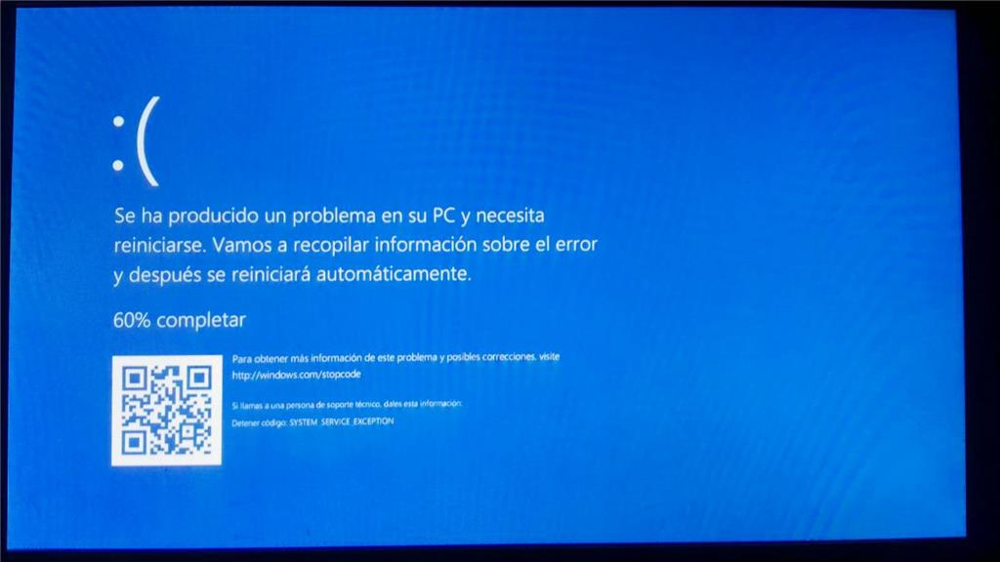 :(
Se ha producido un problema en su PC y necesita
reiniciarse. Vamos a recopilar información sobre el error
y después se reiniciará automáticamente.
60% completar
Para obtener más información de este problema y posibles correcciones, visite
http://windows.com/stopcode
Si llamas a una persona de soporte técnico, dales esta información:
Detener código: SYSTEM_SERVICE_EXCEPTION